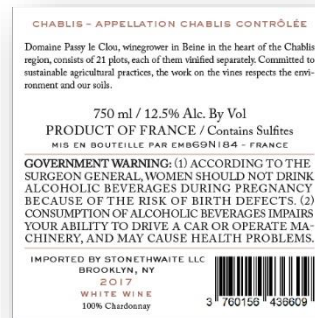 CHABLIS – APPELLATION CHABLIS CONTRÔLÉE
Domaine Passy le Clou, winegrower in Beine in the heart of the Chablis
region, consists of 21 plots, each of them vinified separately. Committed to
sustainable agricultural practices, the work on the vines respects the envi-
ronment and our soils.
750 ml / 12.5% Alc. By Vol
PRODUCT OF FRANCE / Contains Sulfites
MIS EN BOUTEILLE PAR EMB69N184 – FRANCE
GOVERNMENT WARNING: (1) ACCORDING TO THE
SURGEON GENERAL, WOMEN SHOULD NOT DRINK
ALCOHOLIC BEVERAGES DURING PREGNANCY
BECAUSE OF THE RISK OF BIRTH DEFECTS. (2)
CONSUMPTION OF ALCOHOLIC BEVERAGES IMPAIRS
YOUR ABILITY TO DRIVE A CAR OR OPERATE MA-
CHINERY, AND MAY CAUSE HEALTH PROBLEMS.
IMPORTED BY STONETHWAITE LLC
BROOKLYN, NY
2017
WHITE WINE
100% Chardonnay
3 760156 436609